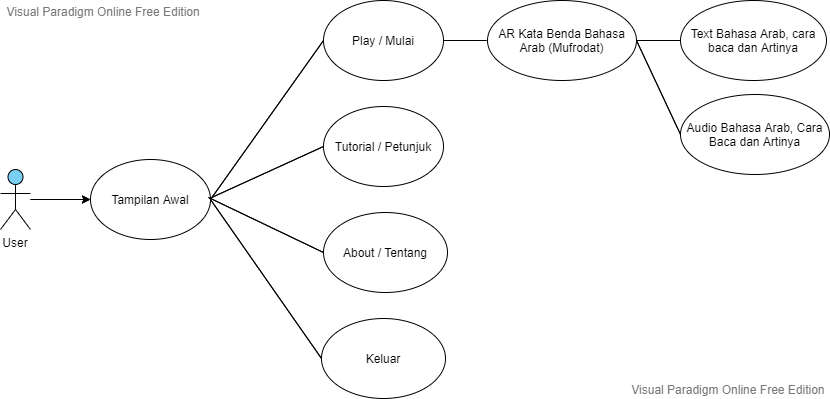 Visual Paradigm Online Free Edition
Play / Mulai
AR Kata Benda Bahasa
Arab (Mufrodat)
Text Bahasa Arab, cara
baca dan Artinya
Audio Bahasa Arab, Cara
Baca dan Artinya
Tutorial / Petunjuk
Tampilan Awal
User
About / Tentang
Keluar
Visual Paradigm Online Free Edition